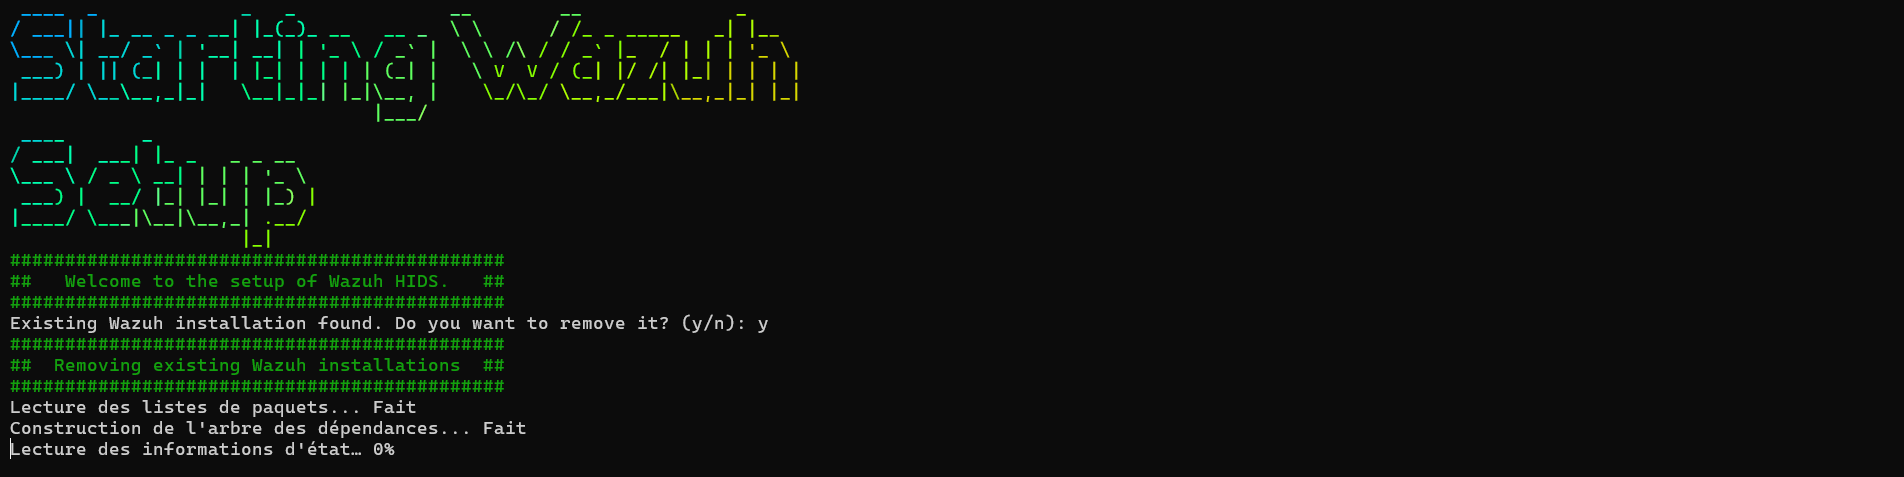 Starting Wazuh
Setup
#############################################
##   Welcome to the setup of Wazuh HIDS.   ##
#############################################
Existing Wazuh installation found. Do you want to remove it? (y/n): y
#############################################
##  Removing existing Wazuh installations  ##
#############################################
Lecture des listes de paquets... Fait
Construction de l'arbre des dépendances... Fait
Lecture des informations d'état… 0%